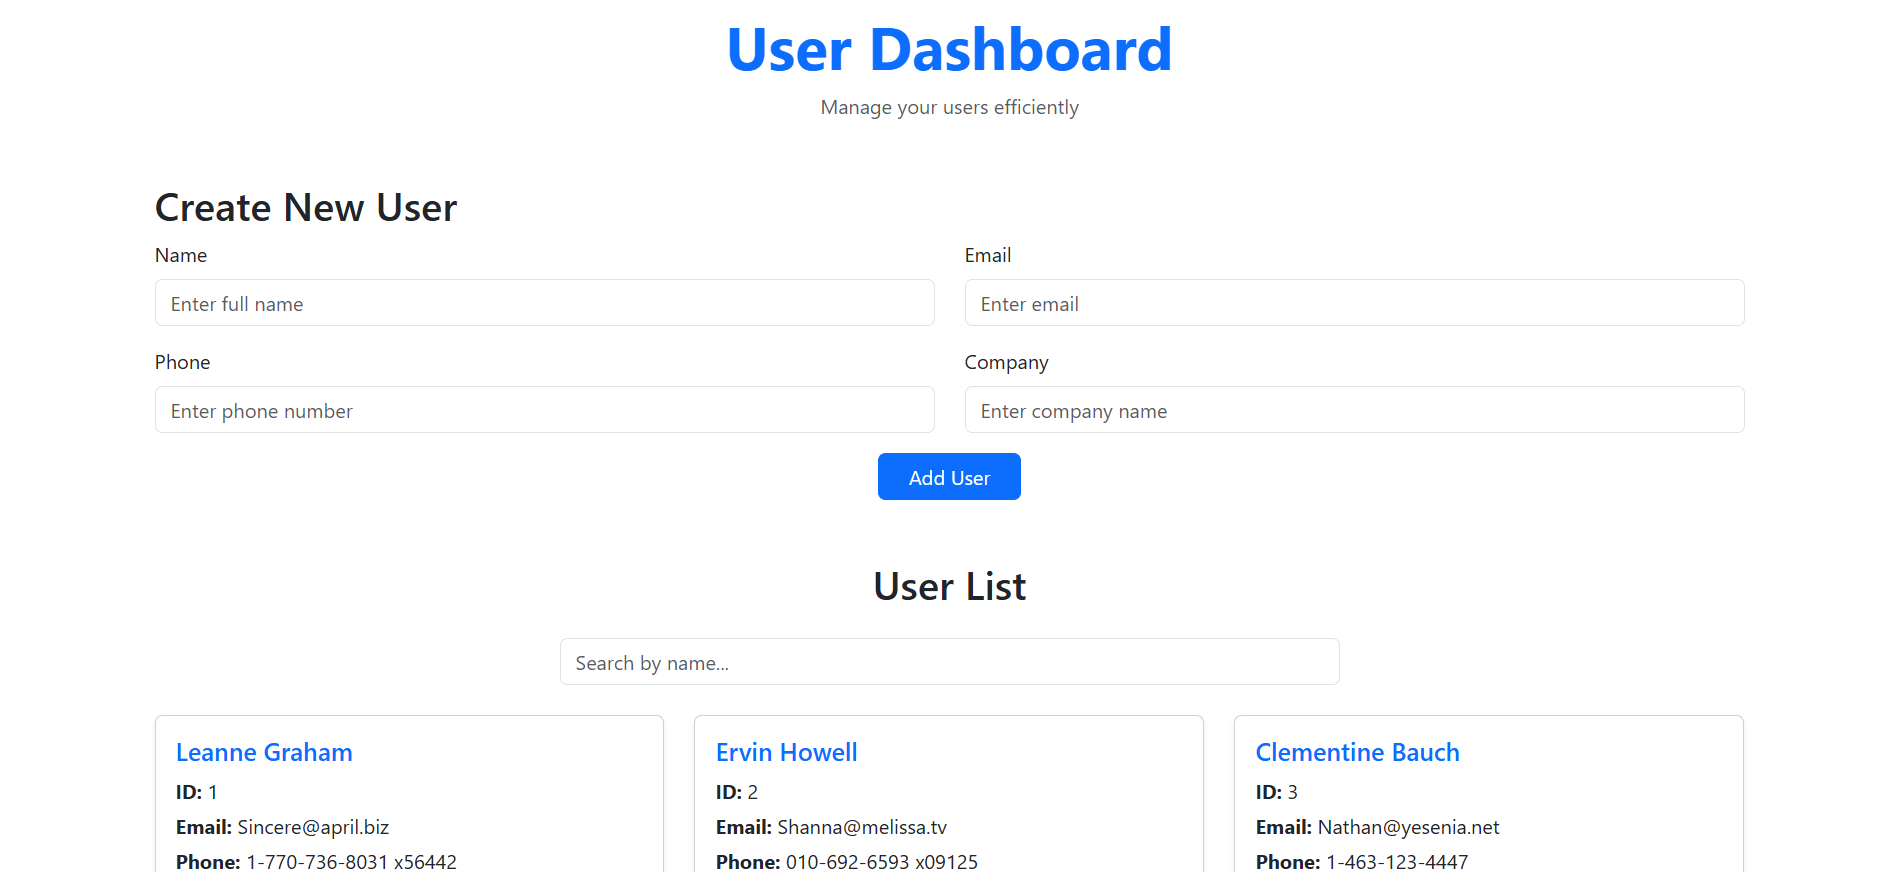 User Dashboard
Manage your users efficiently
Create New User
Name
Email
Enter full name
Enter email
Phone
Company
Enter phone number
Enter company name
Add User
User List
Search by name...
Leanne Graham
ID: 1
Email: Sincere@april.biz
Phone: 1-770-736-8031 x56442
Ervin Howell
ID: 2
Email: Shanna@melissa.tv
Phone: 010-692-6593 x09125
Clementine Bauch
ID: 3
Email: Nathan@yesenia.net
Phone: 1-463-123-4447